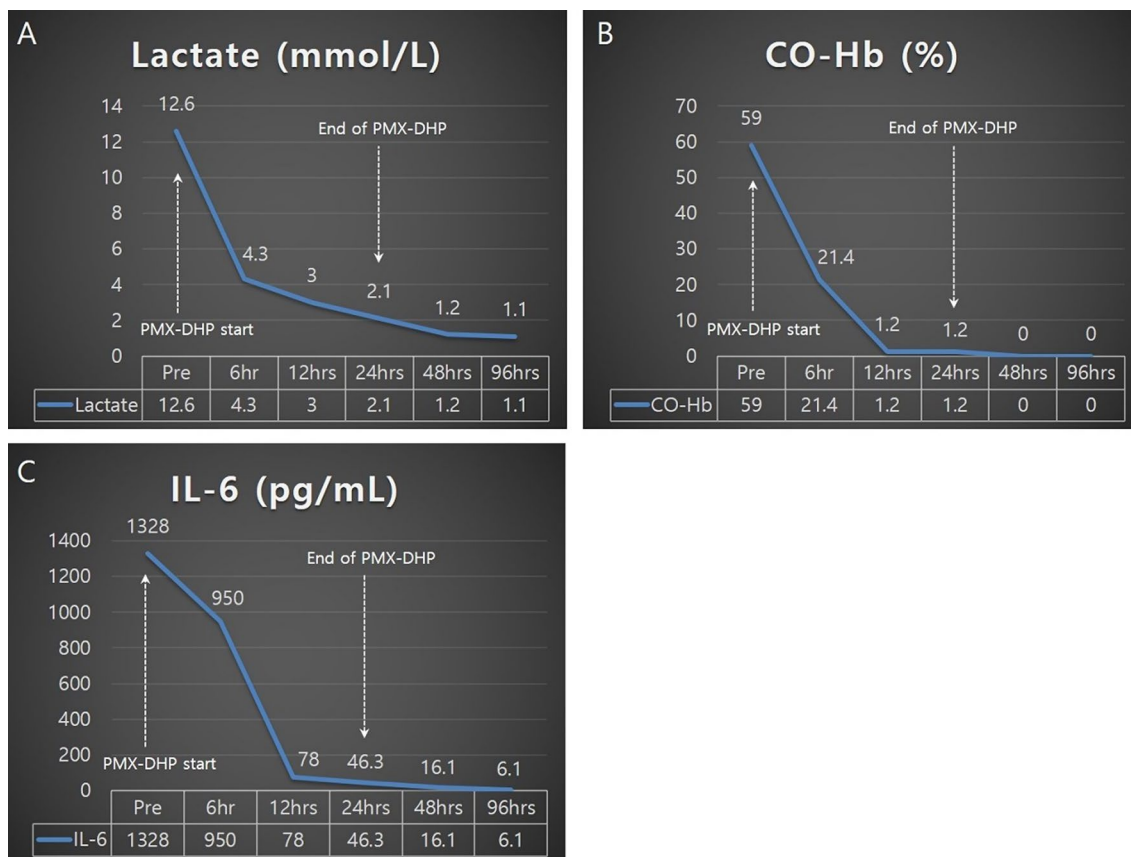 A
Lactate (mmol/L)
14
12
10
8
6
4
2
0
12.6
4.3
3
2.1
1.2
1.1
End of PMX-DHP
PMX-DHP start
Pre 6hr 12hrs 24hrs 48hrs 96hrs
Lactate 12.6 4.3 3 2.1 1.2 1.1
B
CO-Hb (%)
70
60
50
40
30
20
10
0
59
21.4
1.2
1.2
0
0
End of PMX-DHP
PMX-DHP start
Pre 6hr 12hrs 24hrs 48hrs 96hrs
CO-Hb 59 21.4 1.2 1.2 0 0
C
IL-6 (pg/mL)
1400
1200
1000
800
600
400
200
0
1328
950
78
46.3
16.1
6.1
End of PMX-DHP
PMX-DHP start
Pre 6hr 12hrs 24hrs 48hrs 96hrs
IL-6 1328 950 78 46.3 16.1 6.1